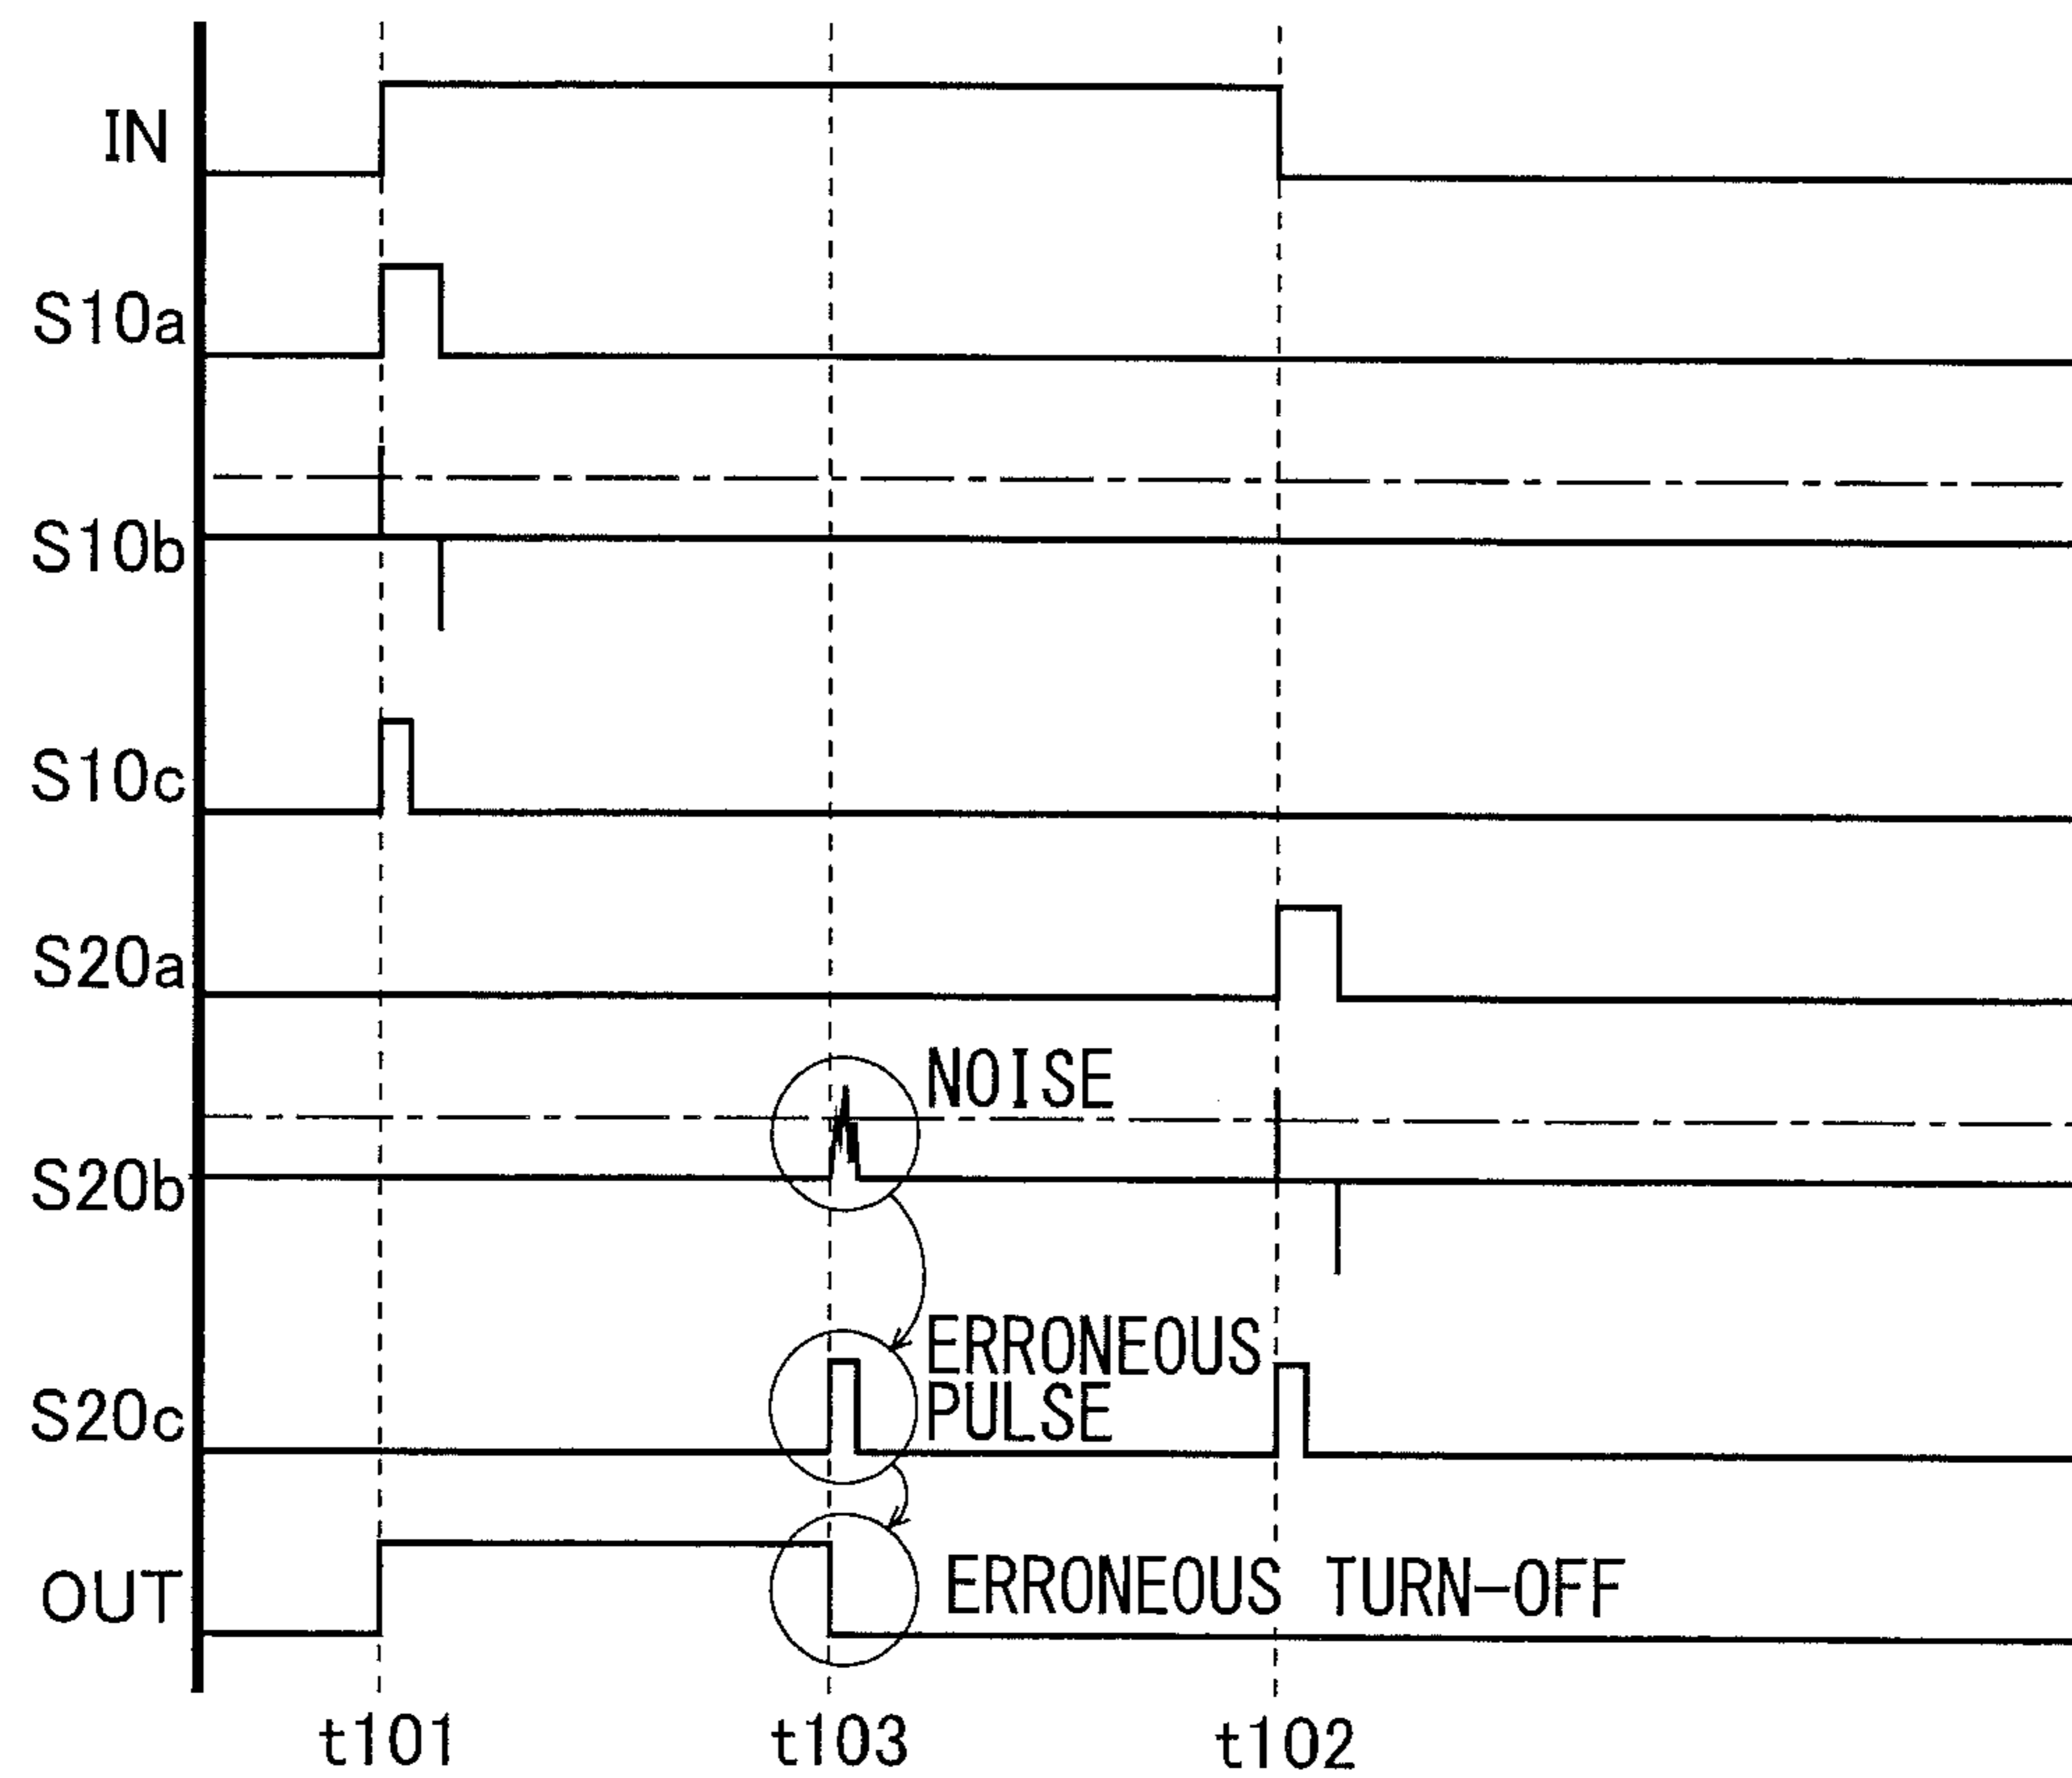 IN
S10a
S10b
S10c
S20a
NOISE
S20b
ERRONEOUS
PULSE
S20c
OUT
ERRONEOUS TURN-OFF
t101
t103
t102